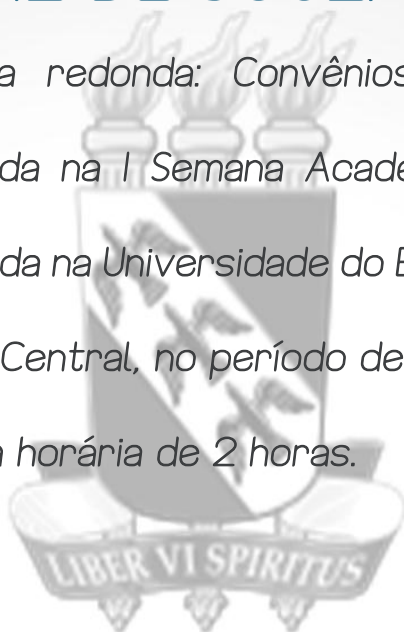 a redonda: Convênios
da na I Semana Acade
da na Universidade do E
Central, no período de
a horária de 2 horas.
LIBER VI SPIRITUS